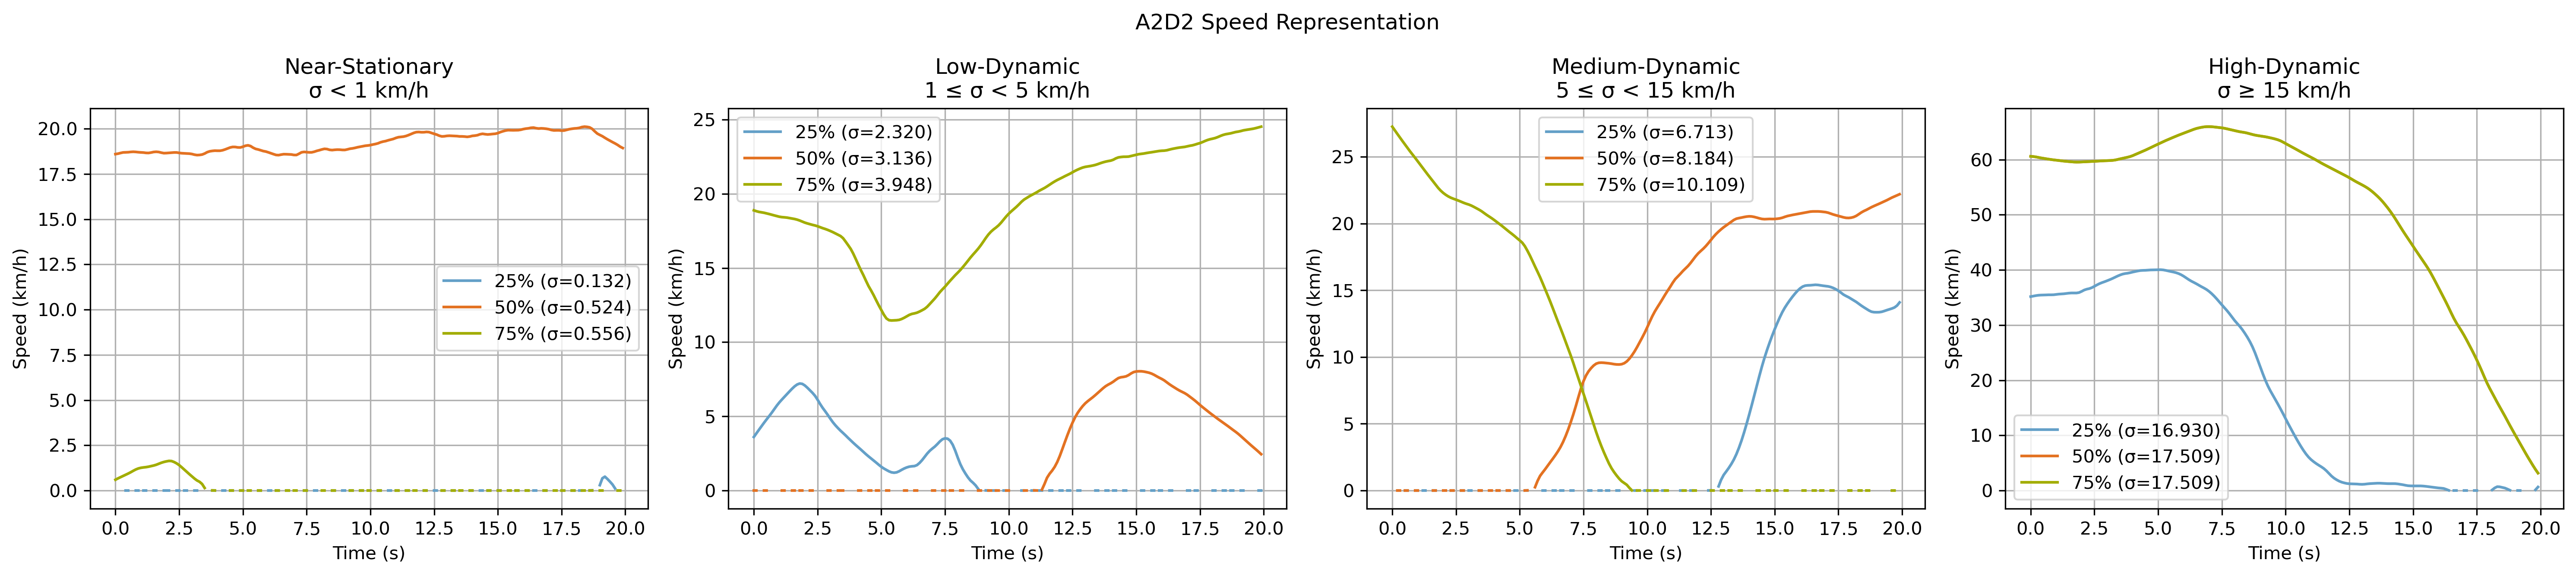 A2D2 Speed Representation
Near-Stationary
σ < 1 km/h
Speed (km/h)
20.0
17.5
15.0
12.5
10.0
7.5
5.0
2.5
0.0
25% (σ=0.132)
50% (σ=0.524)
75% (σ=0.556)
0.0 2.5 5.0 7.5 10.0 12.5 15.0 17.5 20.0
Time (s)
Low-Dynamic
1 ≤ σ < 5 km/h
Speed (km/h)
25
20
15
10
5
0
25% (σ=2.320)
50% (σ=3.136)
75% (σ=3.948)
0.0 2.5 5.0 7.5 10.0 12.5 15.0 17.5 20.0
Time (s)
Medium-Dynamic
5 ≤ σ < 15 km/h
Speed (km/h)
25
20
15
10
5
0
25% (σ=6.713)
50% (σ=8.184)
75% (σ=10.109)
0.0 2.5 5.0 7.5 10.0 12.5 15.0 17.5 20.0
Time (s)
High-Dynamic
σ ≥ 15 km/h
Speed (km/h)
60
50
40
30
20
10
0
25% (σ=16.930)
50% (σ=17.509)
75% (σ=17.509)
0.0 2.5 5.0 7.5 10.0 12.5 15.0 17.5 20.0
Time (s)